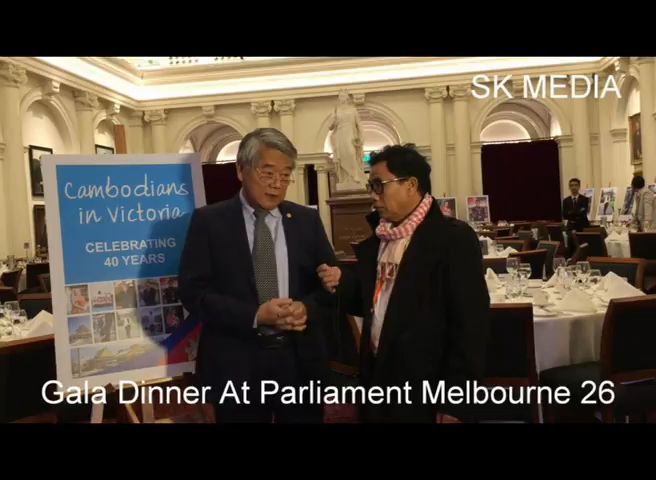 SK MEDIA
Cambodians
in Victoria
CELEBRATING
40 YEARS
Gala Dinner At Parliament Melbourne 26